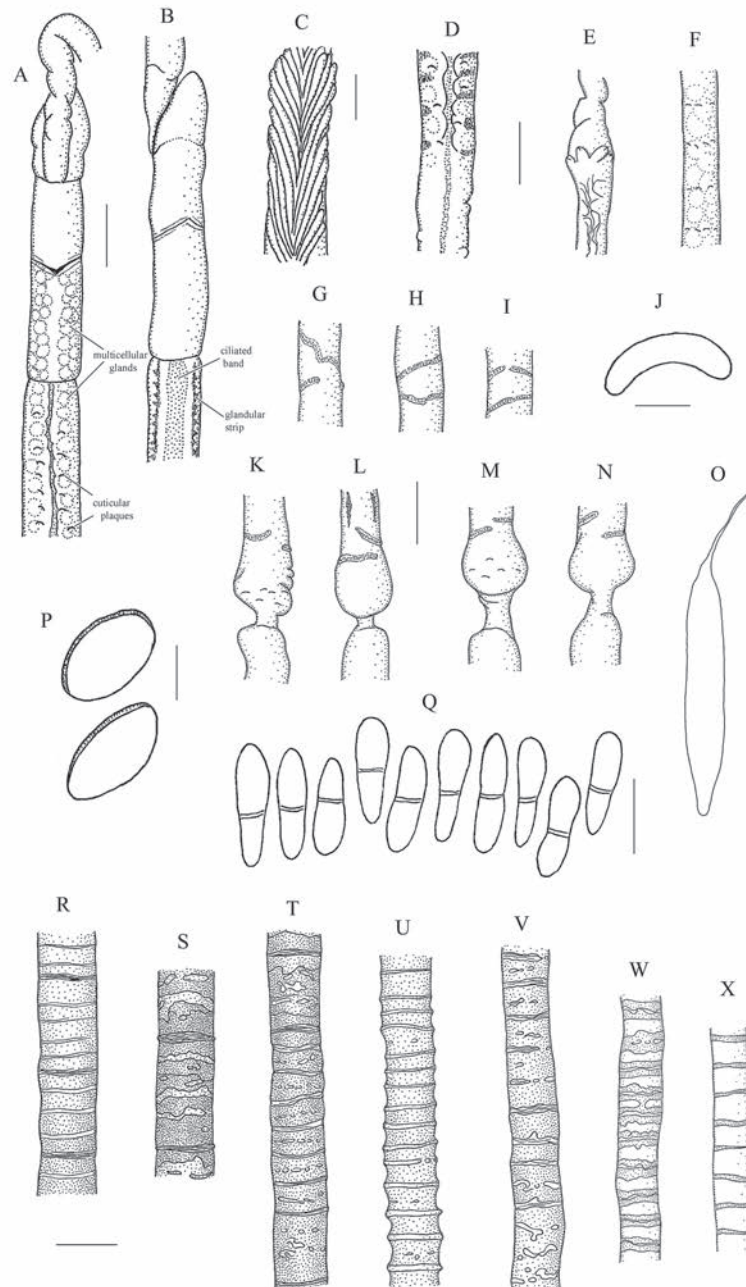 A
B
C
D
E
F
multicellular
glands
ciliated
band
glandular
strip
cuticular
plaques
G
H
I
J
K
L
M
N
O
P
Q
R
S
T
U
V
W
X